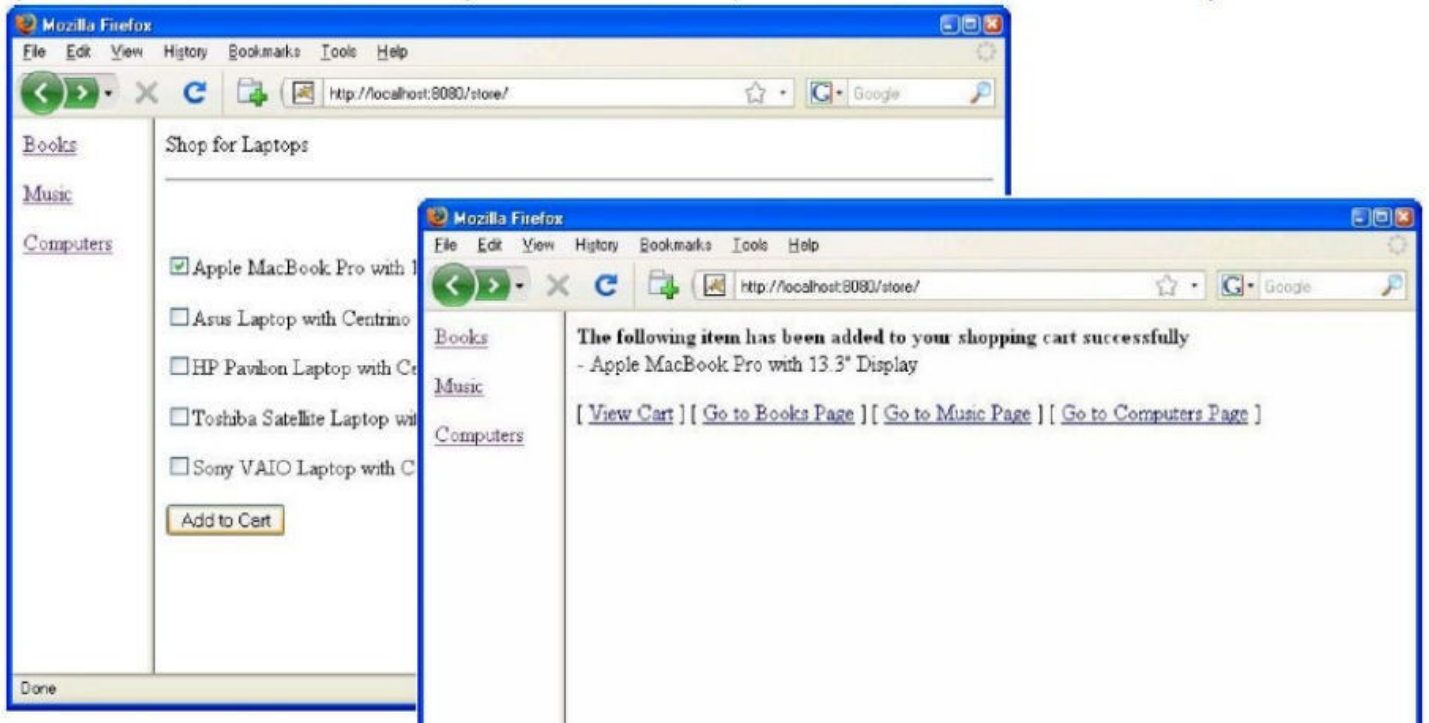 Mozilla Firefox
File Edit View History Bookmarks Tools Help
http://localhost:8080/store/
Google
Books
Music
Computers
Shop for Laptops
Apple MacBook Pro with 1
Asus Laptop with Centrino
HP Pavilion Laptop with Ce
Toshiba Satellite Laptop wit
Sony VAIO Laptop with C
Add to Cart
Done
Mozilla Firefox
File Edit View History Bookmarks Tools Help
http://localhost:8080/store/
Google
Books
Music
Computers
The following item has been added to your shopping cart successfully
- Apple MacBook Pro with 13.3" Display
[ View Cart ] [ Go to Books Page ] [ Go to Music Page ] [ Go to Computers Page ]